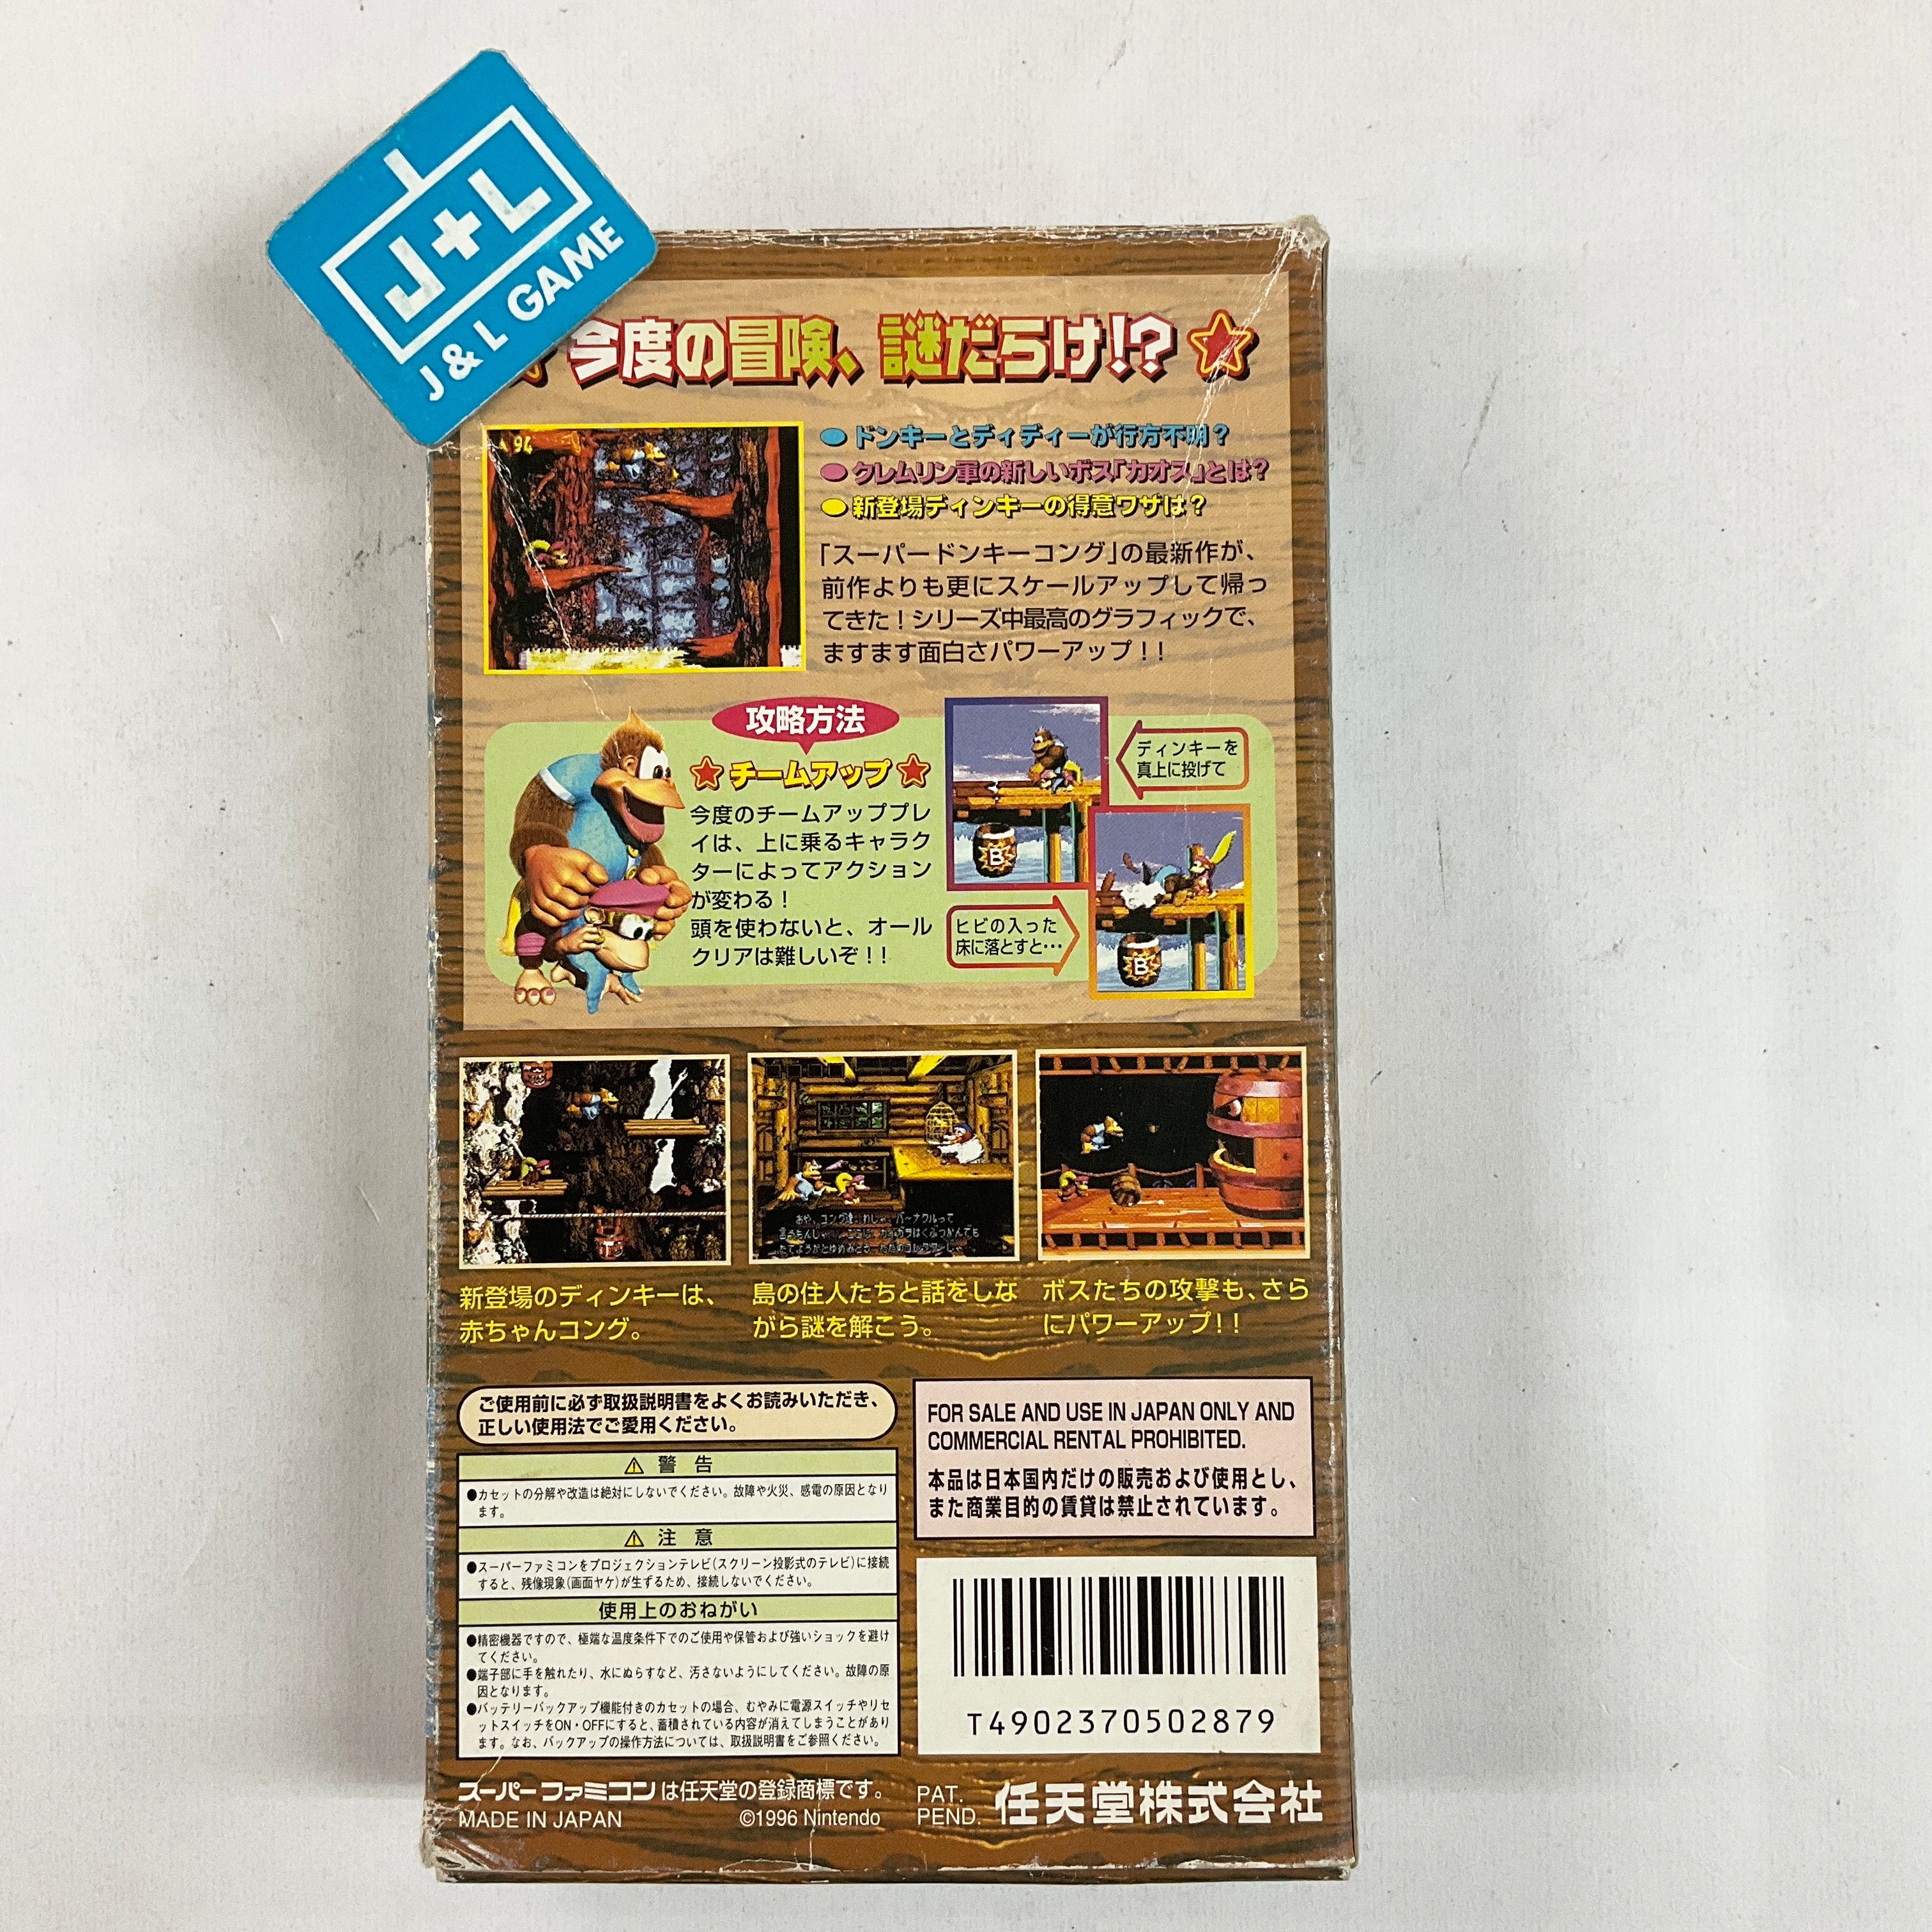 J+L
J & L GAME
今度の冒険、謎だらけ!?
94
●ドンキーとディディーが行方不明？
●クレムリン軍の新しいボス「カオス」とは？
●新登場ディンキーの得意ワザは？
「スーパードンキーコング」の最新作が、
前作よりも更にスケールアップして帰っ
てきた！シリーズ中最高のグラフィックで、
ますます面白さパワーアップ！！
攻略方法
★チームアップ★
今度のチームアッププレ
イは、上に乗るキャラク
ターによってアクション
が変わる！
頭を使わないと、オール
クリアは難しいぞ！！
ディンキーを
真上に投げて
B
ヒビの入った
床に落とすと…
B
新登場のディンキーは、
赤ちゃんコング。
島の住人たちと話をしな
がら謎を解こう。
ボスたちの攻撃も、さら
にパワーアップ！！
ご使用前に必ず取扱説明書をよくお読みいただき、
正しい使用法でご愛用ください。
⚠ 警 告
●カセットの分解や改造は絶対にしないでください。故障や火災、感電の原因となり
ます。
⚠ 注 意
●スーパーファミコンをプロジェクションテレビ(スクリーン投影式のテレビ)に接続
すると、残像現象(画面ヤケ)が生ずるため、接続しないでください。
使用上のおねがい
●精密機器ですので、極端な温度条件下でのご使用や保管および強いショックを避け
てください。
●端子部に手を触れたり、水にぬらすなど、汚さないようにしてください。故障の原
因となります。
●バッテリーバックアップ機能付きのカセットの場合、むやみに電源スイッチやリセ
ットスイッチをON・OFFにすると、蓄積されている内容が消えてしまうことがあり
ます。なお、バックアップの操作方法については、取扱説明書をご参照ください。
FOR SALE AND USE IN JAPAN ONLY AND
COMMERCIAL RENTAL PROHIBITED.
本品は日本国内だけの販売および使用とし、
また商業目的の賃貸は禁止されています。
T4902370502879
スーパーファミコンは任天堂の登録商標です。
MADE IN JAPAN
©1996 Nintendo
PAT.
PEND.
任天堂株式会社